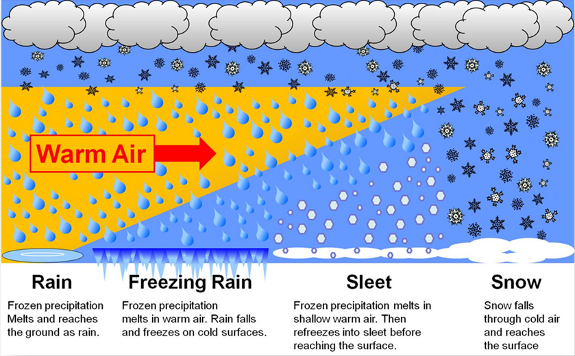 Warm Air
Rain
Frozen precipitation
Melts and reaches
the ground as rain.
Freezing Rain
Frozen precipitation
melts in warm air. Rain falls
and freezes on cold surfaces.
Sleet
Frozen precipitation melts in
shallow warm air. Then
refreezes into sleet before
reaching the surface.
Snow
Snow falls
through cold air
and reaches
the surface